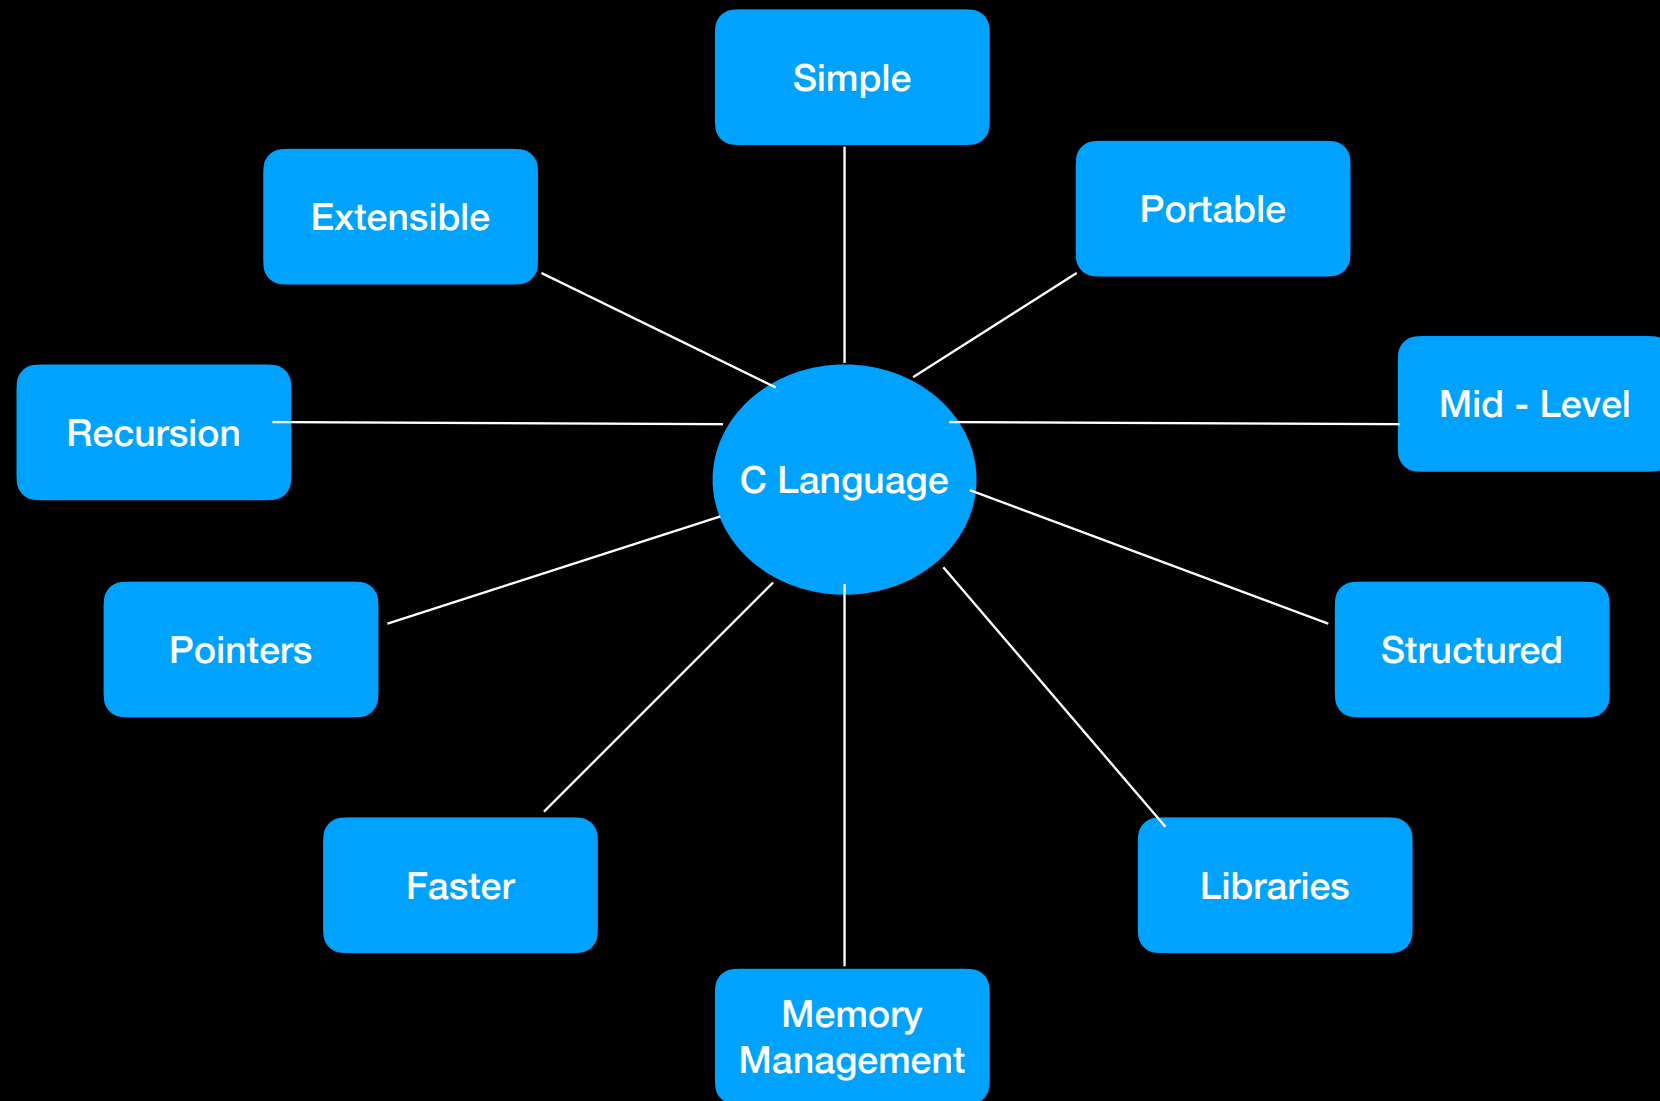 Simple
Portable
Extensible
Mid - Level
Recursion
C Language
Pointers
Structured
Faster
Libraries
Memory
Management